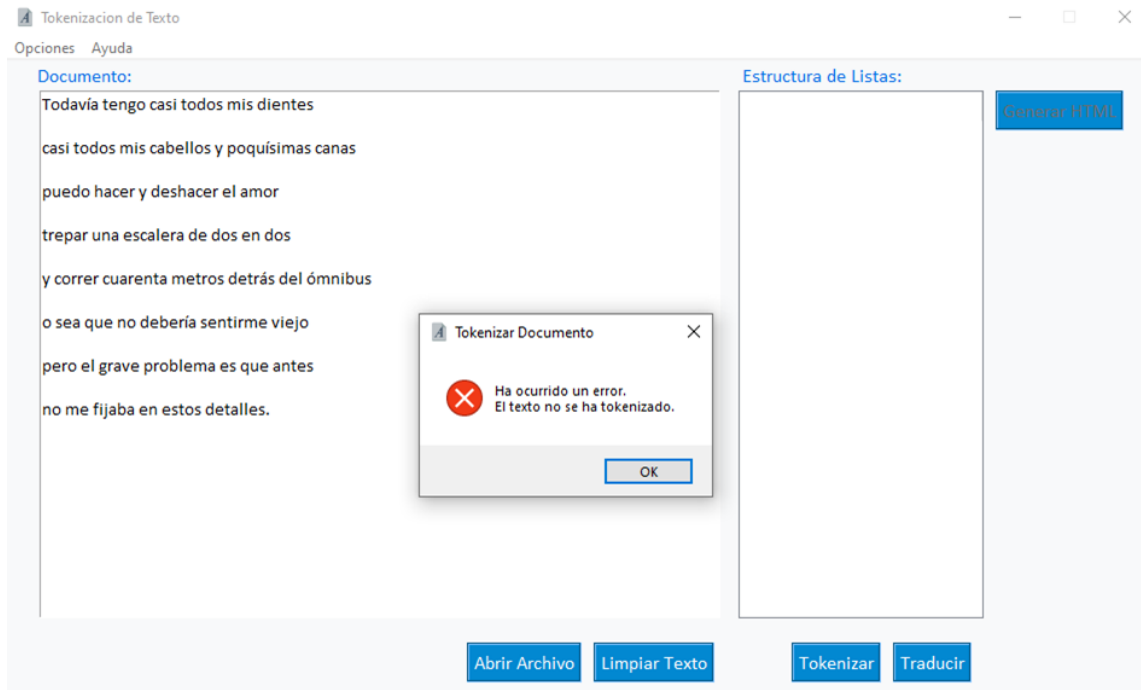 Tokenizacion de Texto
Opciones Ayuda
Documento:
Estructura de Listas:
Todavía tengo casi todos mis dientes
casi todos mis cabellos y poquísimas canas
puedo hacer y deshacer el amor
trepar una escalera de dos en dos
y correr cuarenta metros detrás del ómnibus
o sea que no debería sentirme viejo
pero el grave problema es que antes
no me fijaba en estos detalles.
Generar HTML
Tokenizar Documento
Ha ocurrido un error.
El texto no se ha tokenizado.
OK
Abrir Archivo
Limpiar Texto
Tokenizar
Traducir